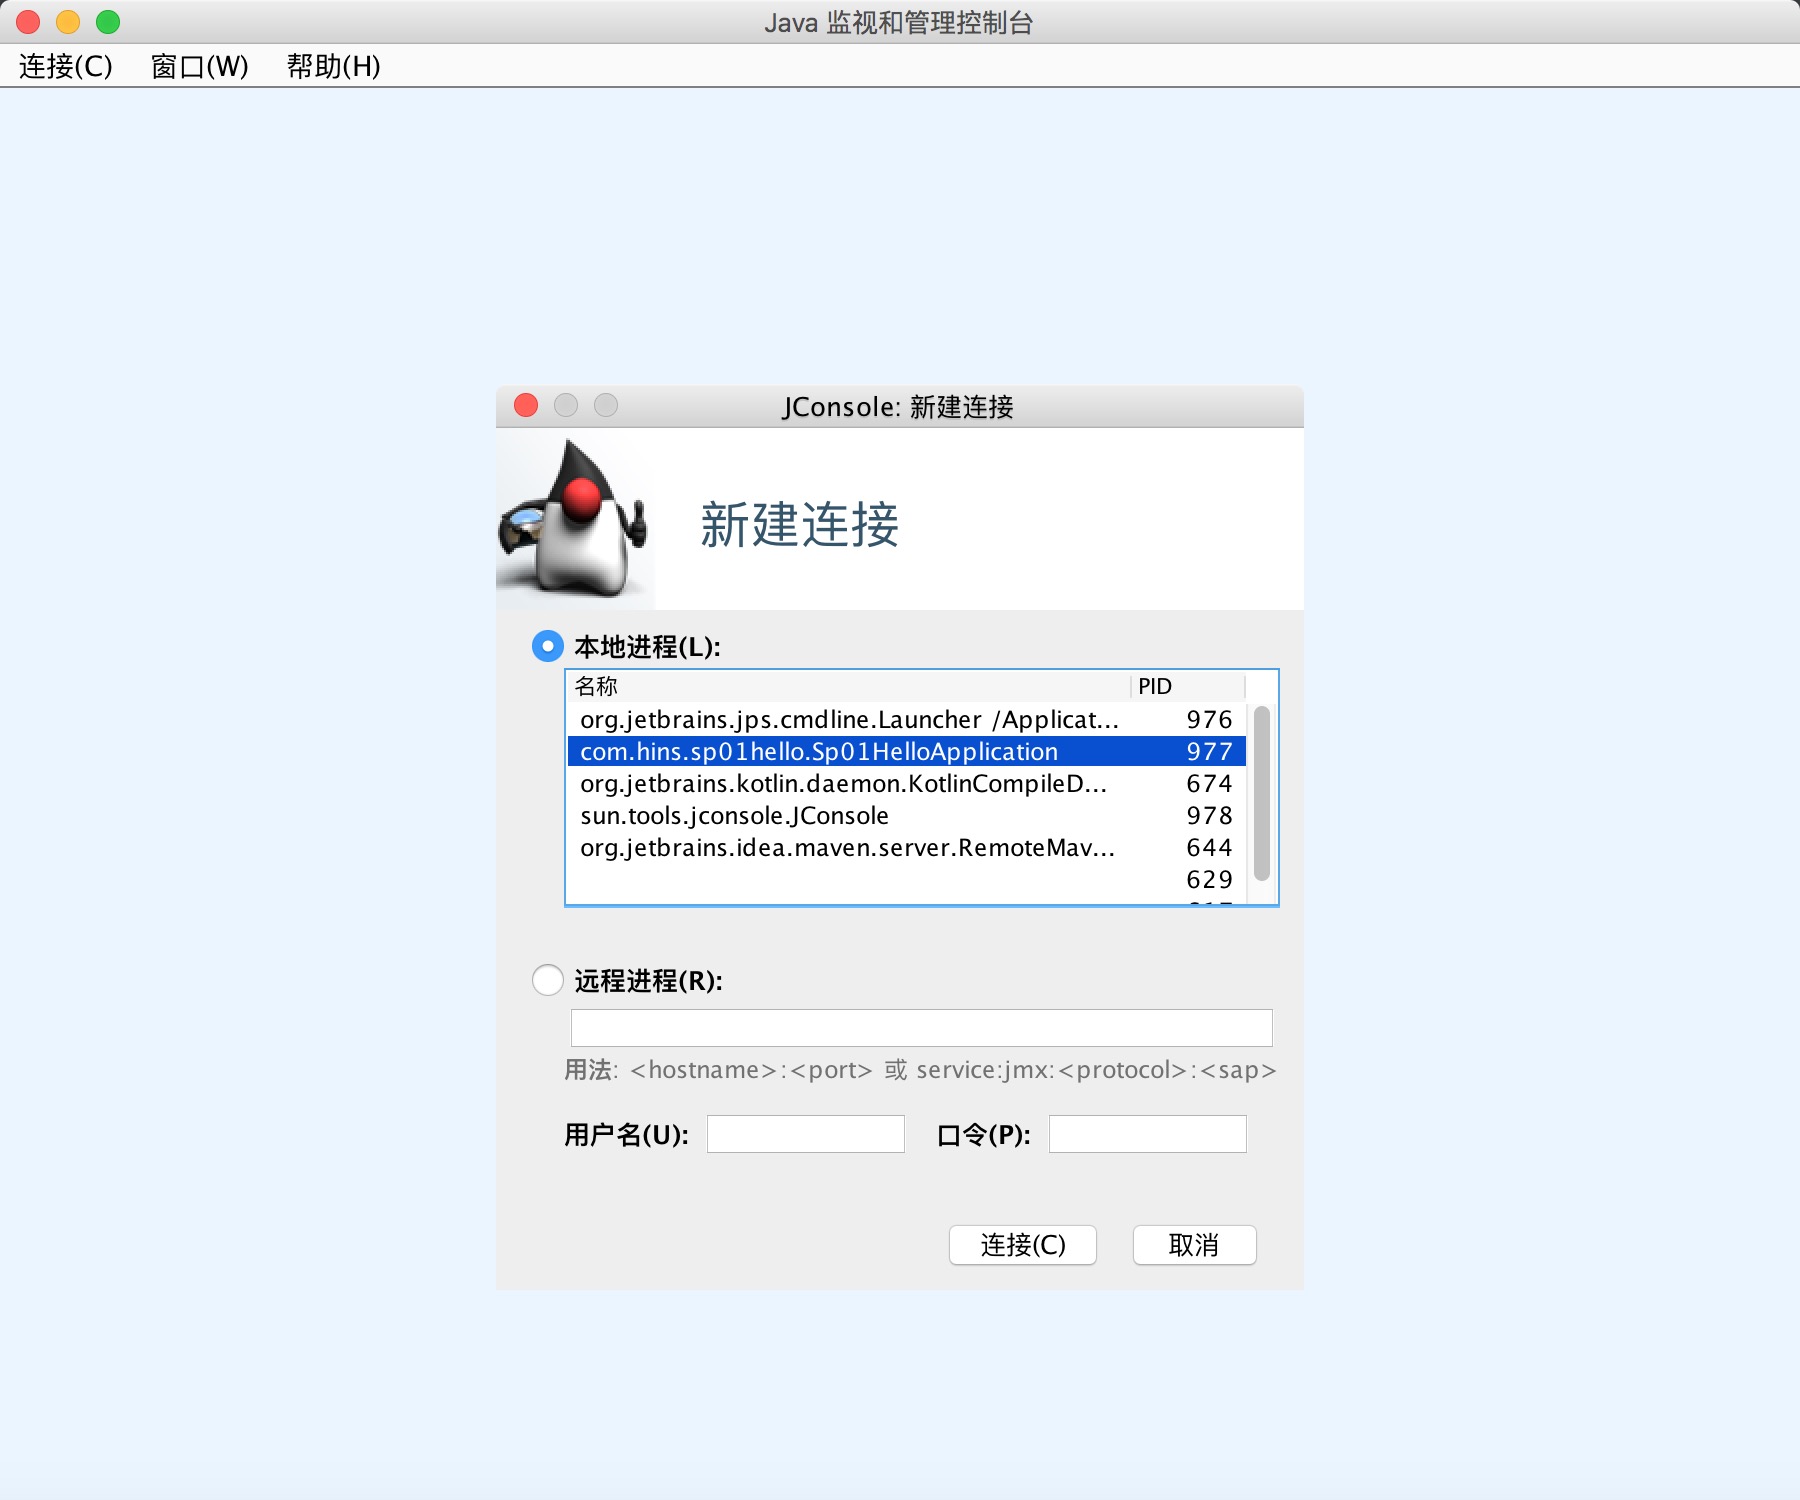 Java 监视和管理控制台
连接(C) 窗口(W) 帮助(H)
JConsole: 新建连接
新建连接
本地进程(L):
名称 PID
org.jetbrains.jps.cmdline.Launcher /Applicat... 976
com.hins.sp01hello.Sp01HelloApplication 977
org.jetbrains.kotlin.daemon.KotlinCompileD... 674
sun.tools.jconsole.JConsole 978
org.jetbrains.idea.maven.server.RemoteMav... 644
629
远程进程(R):
用法: <hostname>:<port> 或 service:jmx:<protocol>:<sap>
用户名(U): 口令(P):
连接(C) 取消